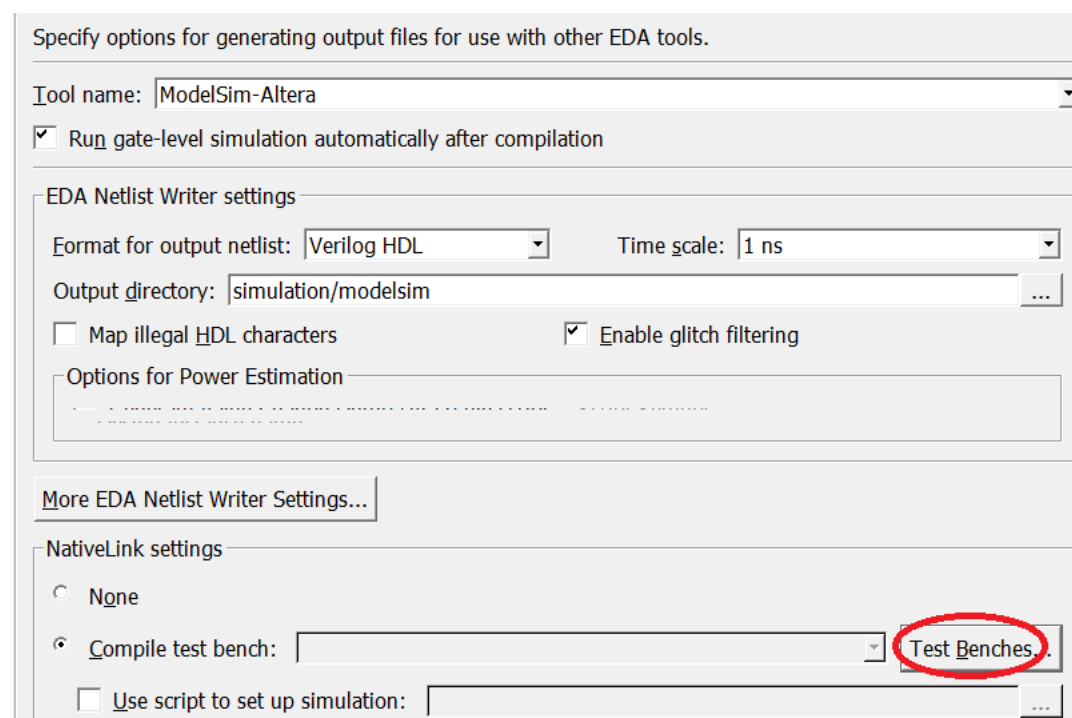 Specify options for generating output files for use with other EDA tools.
Tool name: ModelSim-Altera
Run gate-level simulation automatically after compilation
EDA Netlist Writer settings
Format for output netlist: Verilog HDL Time scale: 1 ns
Output directory: simulation/modelsim ...
Map illegal HDL characters Enable glitch filtering
Options for Power Estimation
More EDA Netlist Writer Settings...
NativeLink settings
None
Compile test bench: Test Benches...
Use script to set up simulation: ...